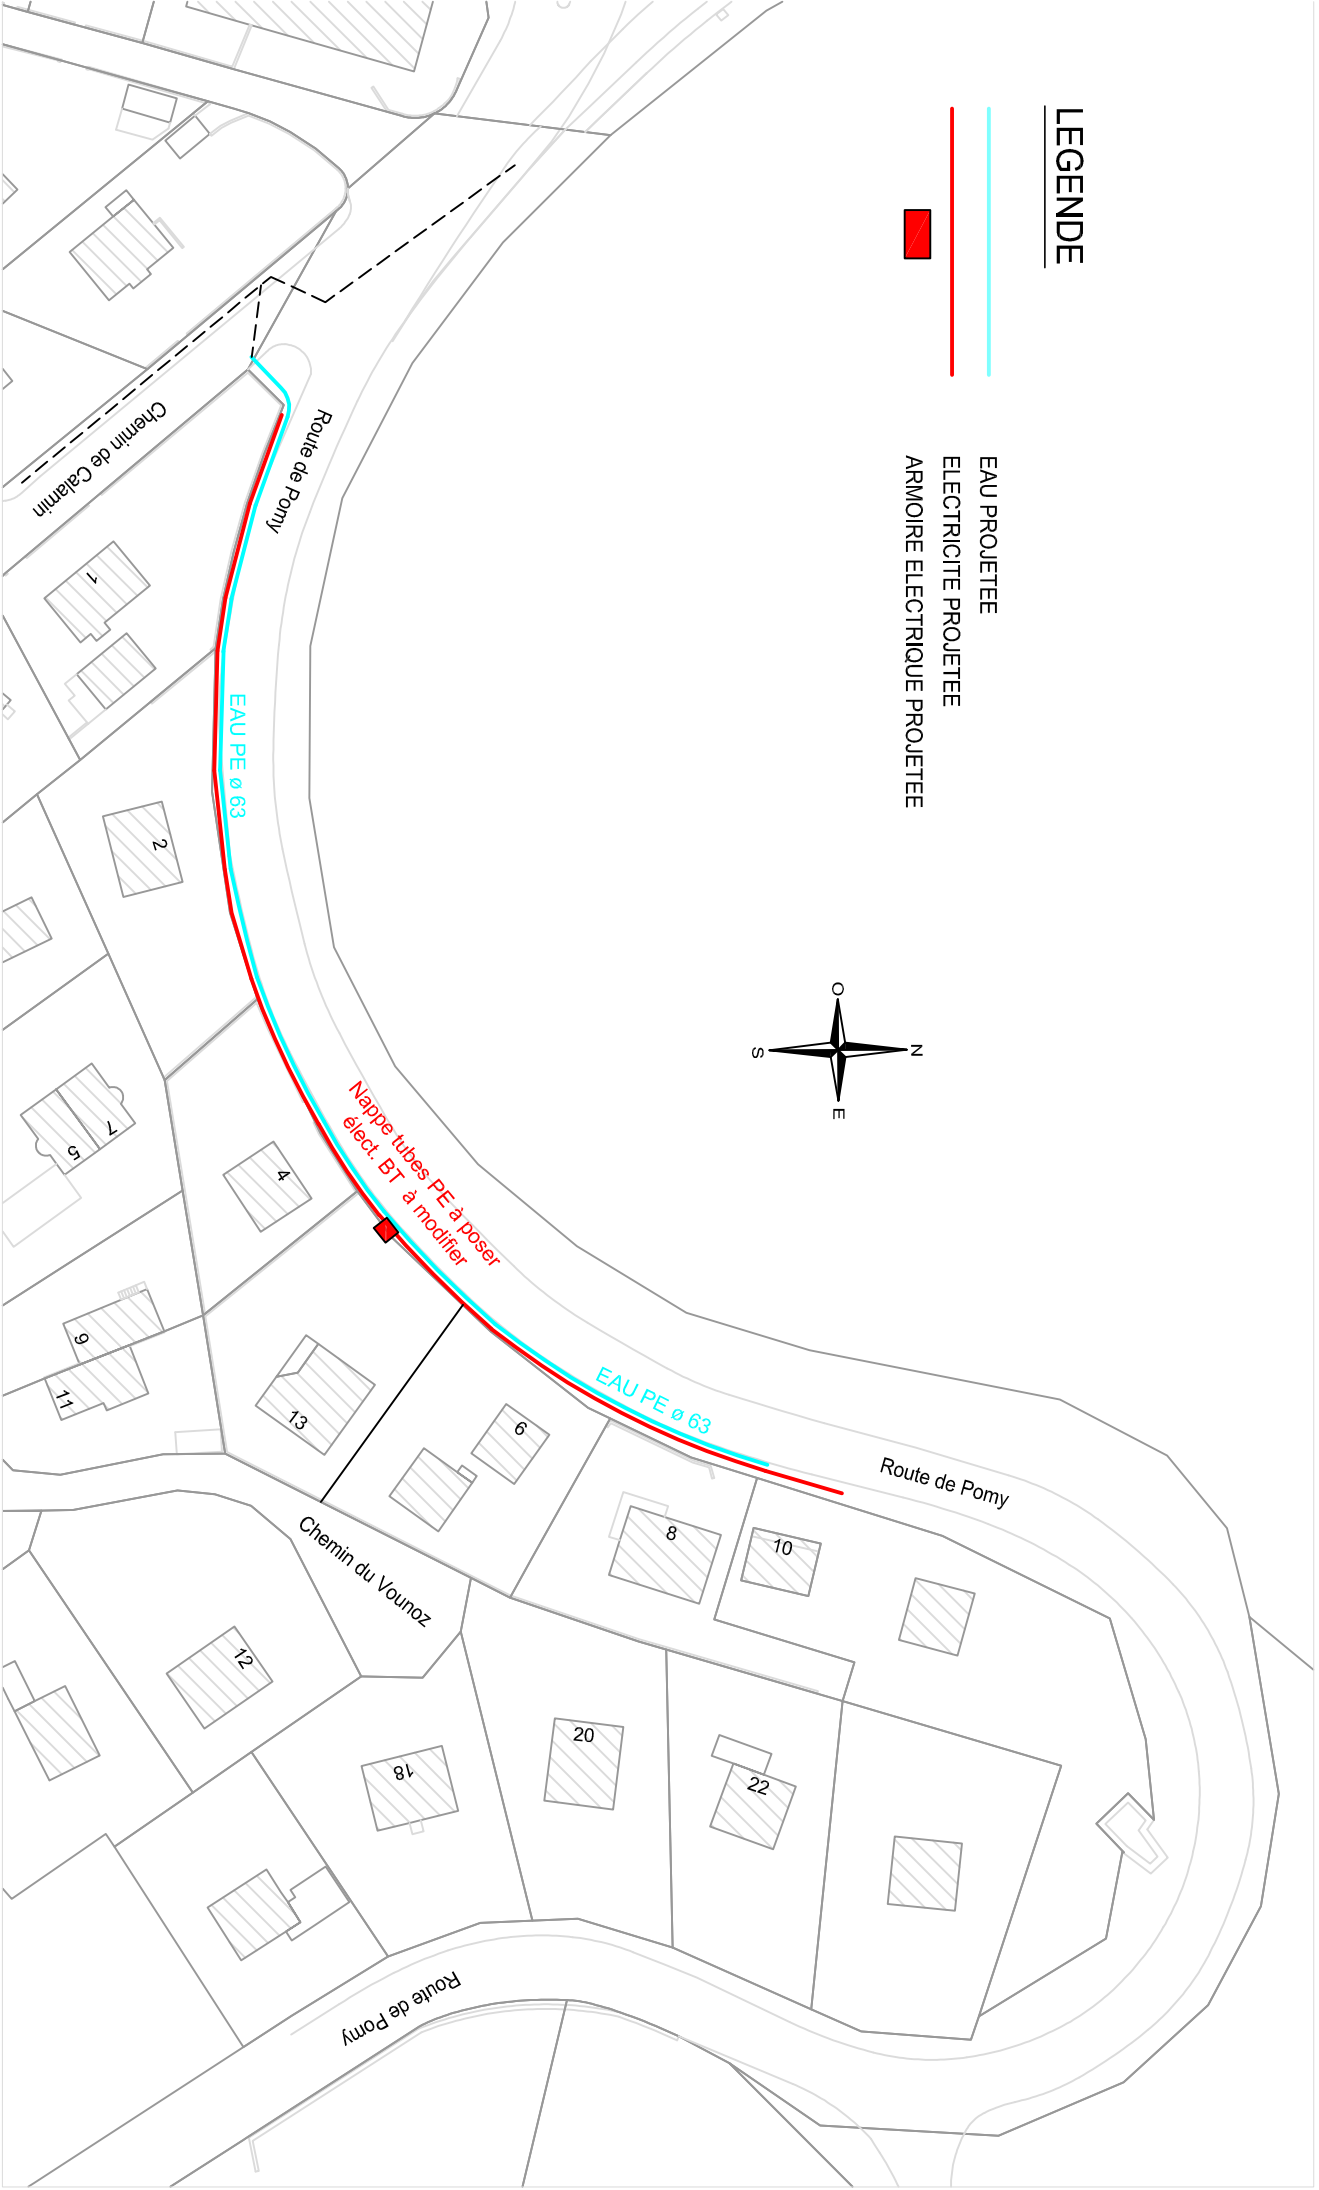 LEGENDE
EAU PROJETEE
ELECTRICITE PROJETEE
ARMOIRE ELECTRIQUE PROJETEE
N
O
E
S
Route de Pomy
Chemin de Calamin
EAU PE ø 63
Nappe tubes PE à poser
élect. BT à modifier
EAU PE ø 63
Route de Pomy
Chemin du Vounoz
Route de Pomy
1
2
4
7
5
9
11
13
6
8
10
12
18
20
22